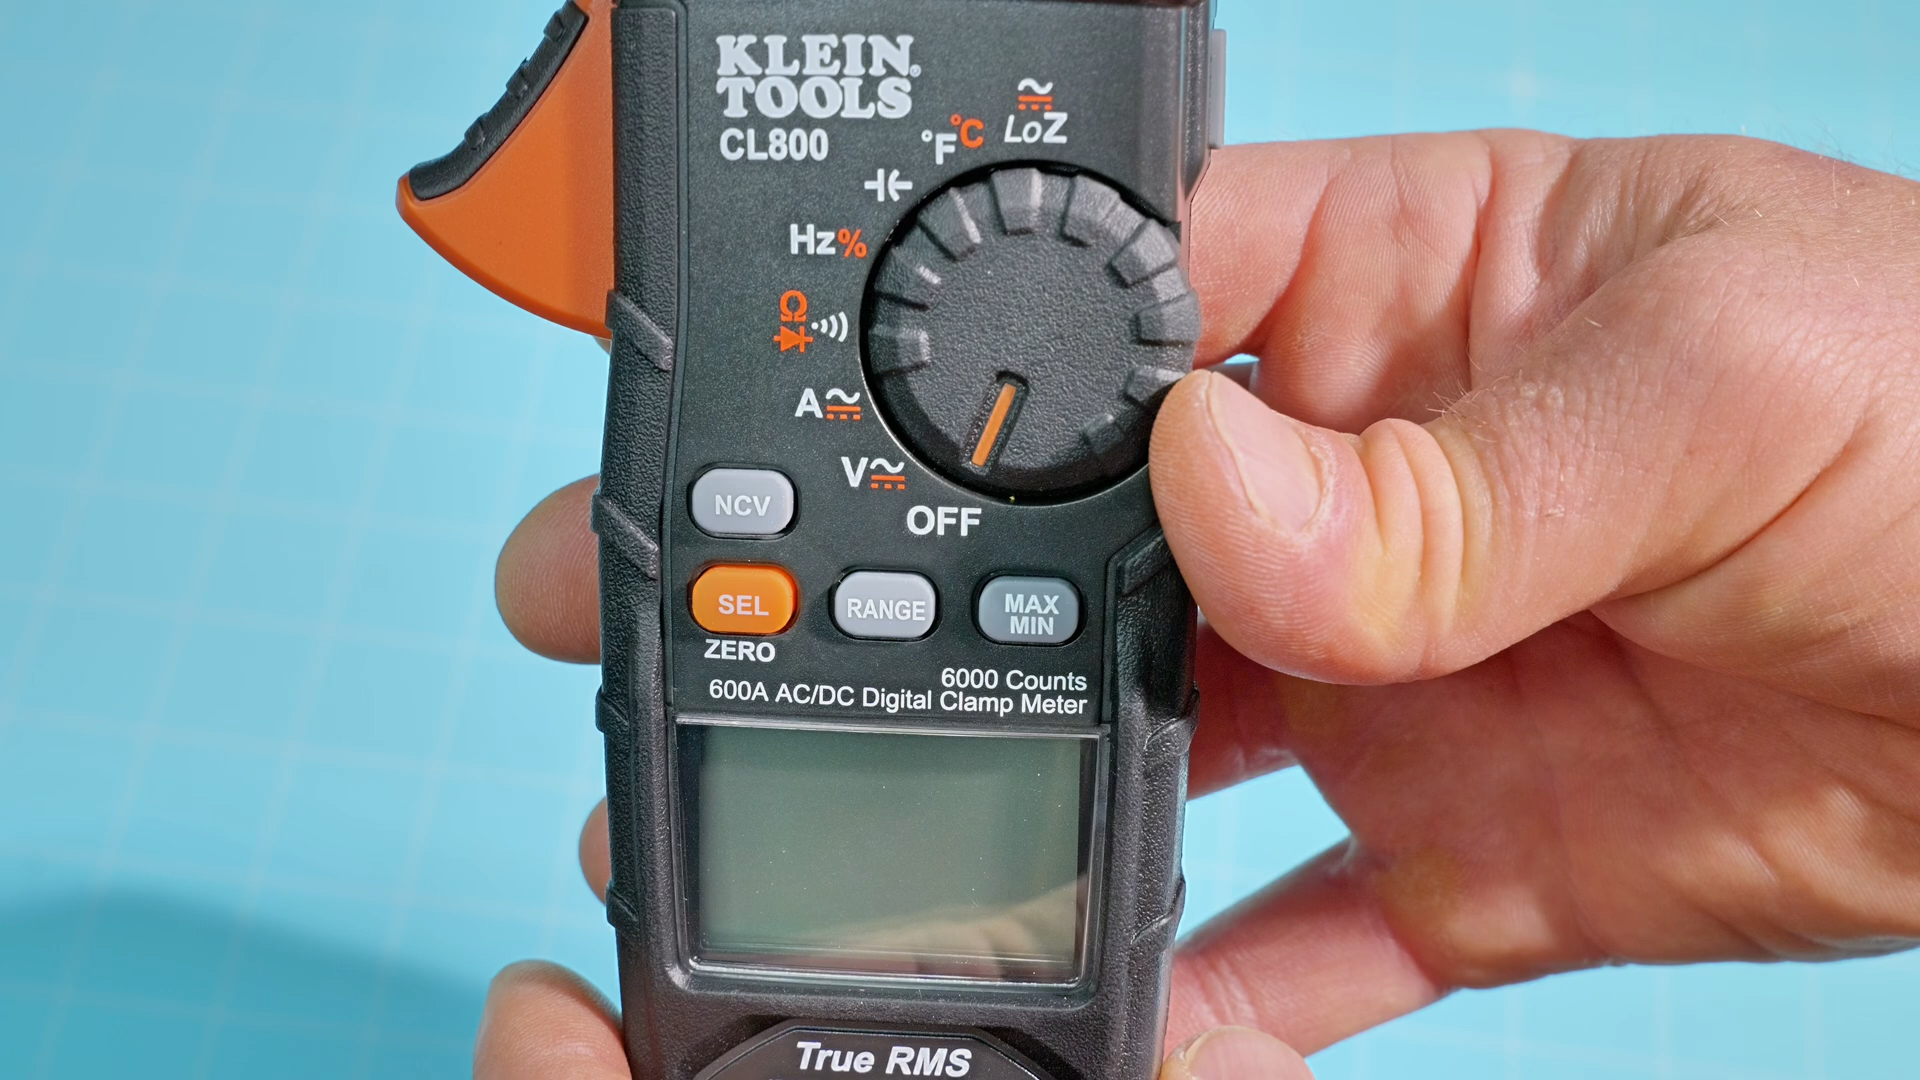 KLEIN
TOOLS®
CL800
LoZ
°F°C
Hz%
Ω
A
V
OFF
NCV
SEL
RANGE
MAX
MIN
ZERO
6000 Counts
600A AC/DC Digital Clamp Meter
True RMS